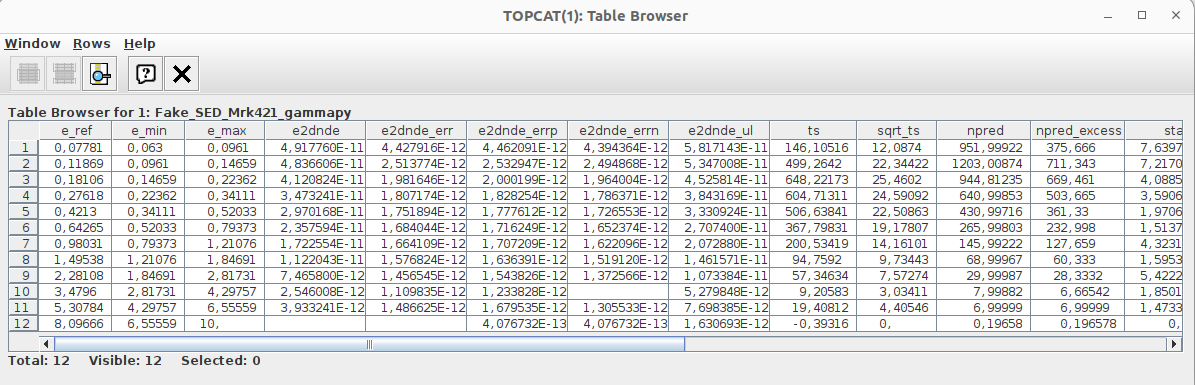 TOPCAT(1): Table Browser
Window Rows Help
Table Browser for 1: Fake_SED_Mrk421_gammapy
e_ref e_min e_max e2dnde e2dnde_err e2dnde_errp e2dnde_errn e2dnde_ul ts sqrt_ts npred npred_excess sta
1 0,07781 0,063 0,0961 4,917760E-11 4,427916E-12 4,462091E-12 4,394364E-12 5,817143E-11 146,10516 12,0874 951,99922 375,666 7,6397
2 0,11869 0,0961 0,14659 4,836606E-11 2,513774E-12 2,532947E-12 2,494868E-12 5,347008E-11 499,2642 22,34422 1203,00874 711,343 7,2170
3 0,18106 0,14659 0,22362 4,120824E-11 1,981646E-12 2,000199E-12 1,964004E-12 4,525814E-11 648,22173 25,4602 944,81235 669,461 4,0885
4 0,27618 0,22362 0,34111 3,473241E-11 1,807174E-12 1,828254E-12 1,786371E-12 3,843169E-11 604,71311 24,59092 640,99853 503,665 3,5906
5 0,4213 0,34111 0,52033 2,970168E-11 1,751894E-12 1,777612E-12 1,726553E-12 3,330924E-11 506,63841 22,50863 430,99716 361,33 1,9706
6 0,64265 0,52033 0,79373 2,357594E-11 1,684044E-12 1,716249E-12 1,652374E-12 2,707400E-11 367,79831 19,17807 265,99803 232,998 1,5137
7 0,98031 0,79373 1,21076 1,722554E-11 1,664109E-12 1,707209E-12 1,622096E-12 2,072880E-11 200,53419 14,16101 145,99222 127,659 4,3231
8 1,49538 1,21076 1,84691 1,122043E-11 1,576824E-12 1,636391E-12 1,519120E-12 1,461571E-11 94,7592 9,73443 68,99967 60,333 1,5953
9 2,28108 1,84691 2,81731 7,465800E-12 1,456545E-12 1,543826E-12 1,372566E-12 1,073384E-11 57,34634 7,57274 29,99987 28,3332 5,4222
10 3,4796 2,81731 4,29757 2,546008E-12 1,109835E-12 1,233828E-12 5,279848E-12 9,20583 3,03411 7,99882 6,66542 1,8501
11 5,30784 4,29757 6,55559 3,933241E-12 1,486625E-12 1,679535E-12 1,305533E-12 7,698385E-12 19,40812 4,40546 6,99999 6,99999 1,4733
12 8,09666 6,55559 10, 4,076732E-13 4,076732E-13 1,630693E-12 -0,39316 0, 0,19658 0,196578 0,
Total: 12 Visible: 12 Selected: 0